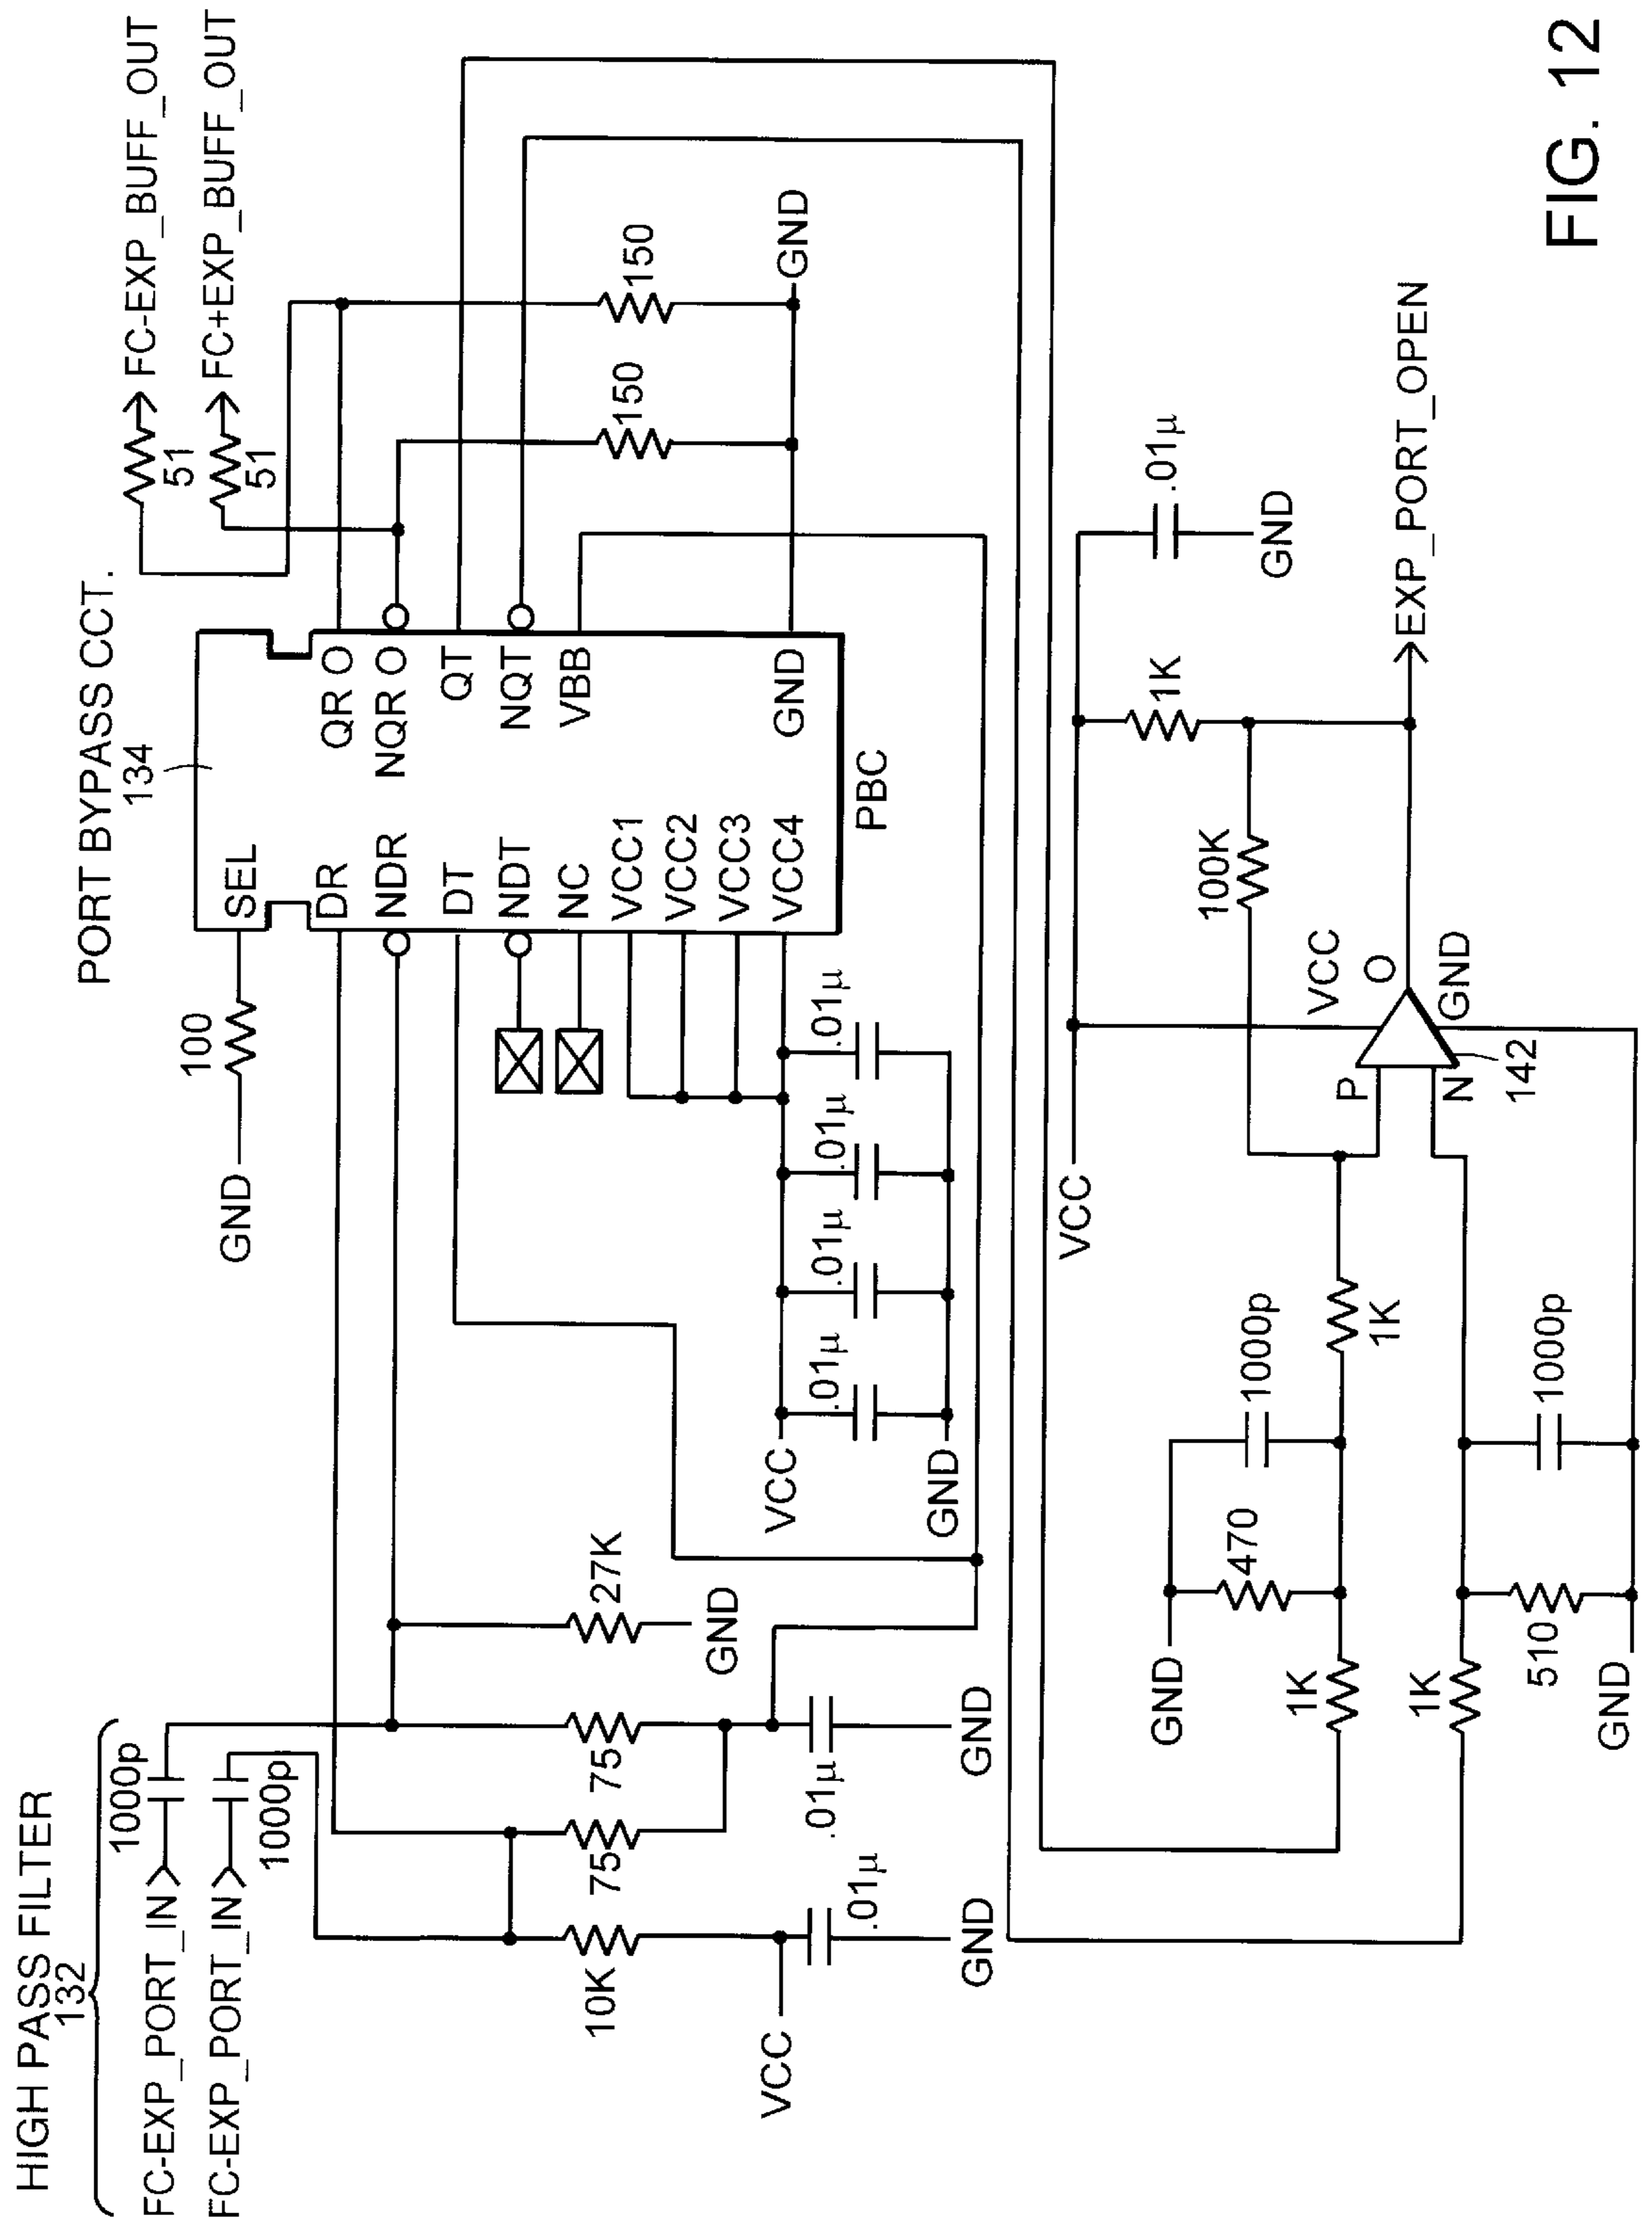 HIGH PASS FILTER
132
FC-EXP_PORT_IN
1000p
FC-EXP_PORT_IN
1000p
10K
75
75
27K
GND
VCC
.01µ
GND
.01µ
GND
PORT BYPASS CCT.
134
GND
100
SEL
DR
NDR
DT
NDT
NC
VCC1
VCC2
VCC3
VCC4
QR O
NQR O
QT
NQT
VBB
GND
PBC
VCC
.01µ
.01µ
.01µ
.01µ
GND
51
FC-EXP_BUFF_OUT
51
FC+EXP_BUFF_OUT
150
150
GND
VCC
.01µ
GND
1K
100K
GND
470
1000p
1K
1K
1K
510
1000p
GND
P
N
VCC
O
GND
142
EXP_PORT_OPEN
FIG. 12